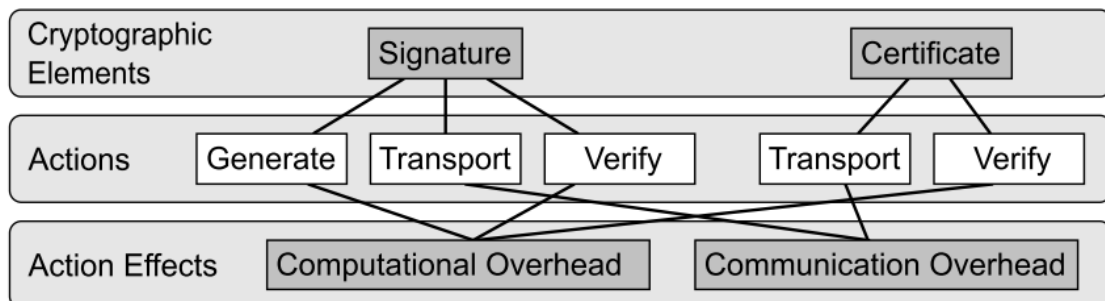 Cryptographic
Elements
Signature
Certificate
Actions
Generate
Transport
Verify
Transport
Verify
Action Effects
Computational Overhead
Communication Overhead